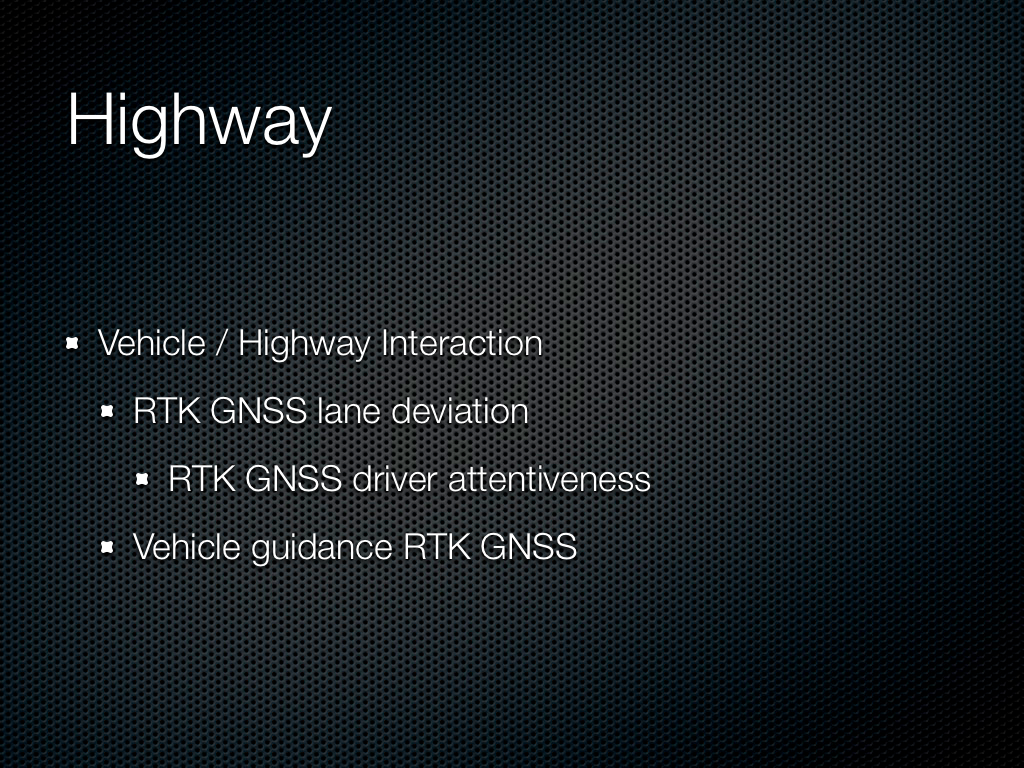 Highway
Vehicle / Highway Interaction
RTK GNSS lane deviation
RTK GNSS driver attentiveness
Vehicle guidance RTK GNSS